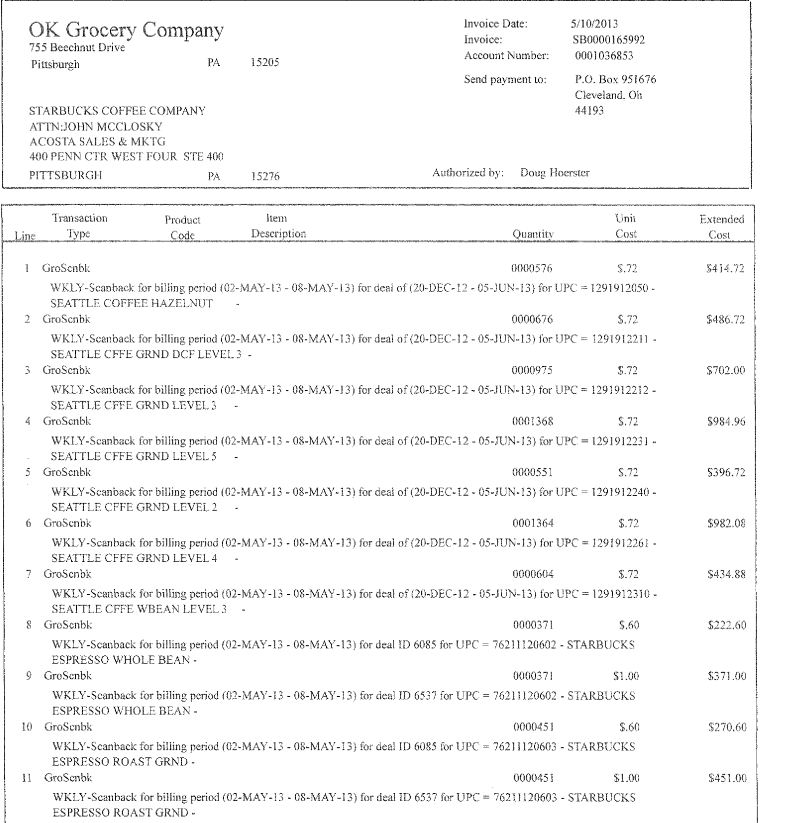 OK Grocery Company
755 Beechnut Drive
Pittsburgh PA 15205
Invoice Date: 5/10/2013
Invoice: SB0000165992
Account Number: 0001036853
Send payment to: P.O. Box 951676
Cleveland, Oh
44193
STARBUCKS COFFEE COMPANY
ATTN:JOHN MCCLOSKY
ACOSTA SALES & MKTG
400 PENN CTR WEST FOUR STE 400
PITTSBURGH PA 15276
Authorized by: Doug Hoerster
Line Transaction Type Product Code Item Description Quantity Unit Cost Extended Cost
1 GroScnbk 0000576 $.72 $414.72
WKLY-Scanback for billing period (02-MAY-13 - 08-MAY-13) for deal of (20-DEC-12 - 05-JUN-13) for UPC = 1291912050 -
SEATTLE COFFEE HAZELNUT -
2 GroScnbk 0000676 $.72 $486.72
WKLY-Scanback for billing period (02-MAY-13 - 08-MAY-13) for deal of (20-DEC-12 - 05-JUN-13) for UPC = 1291912211 -
SEATTLE CFFE GRND DCF LEVEL 3 -
3 GroScnbk 0000975 $.72 $702.00
WKLY-Scanback for billing period (02-MAY-13 - 08-MAY-13) for deal of (20-DEC-12 - 05-JUN-13) for UPC = 1291912212 -
SEATTLE CFFE GRND LEVEL 3 -
4 GroScnbk 0001368 $.72 $984.96
WKLY-Scanback for billing period (02-MAY-13 - 08-MAY-13) for deal of (20-DEC-12 - 05-JUN-13) for UPC = 1291912231 -
SEATTLE CFFE GRND LEVEL 5 -
5 GroScnbk 0000551 $.72 $396.72
WKLY-Scanback for billing period (02-MAY-13 - 08-MAY-13) for deal of (20-DEC-12 - 05-JUN-13) for UPC = 1291912240 -
SEATTLE CFFE GRND LEVEL 2 -
6 GroScnbk 0001364 $.72 $982.08
WKLY-Scanback for billing period (02-MAY-13 - 08-MAY-13) for deal of (20-DEC-12 - 05-JUN-13) for UPC = 1291912261 -
SEATTLE CFFE GRND LEVEL 4 -
7 GroScnbk 0000604 $.72 $434.88
WKLY-Scanback for billing period (02-MAY-13 - 08-MAY-13) for deal of (20-DEC-12 - 05-JUN-13) for UPC = 1291912310 -
SEATTLE CFFE WBEAN LEVEL 3 -
8 GroScnbk 0000371 $.60 $222.60
WKLY-Scanback for billing period (02-MAY-13 - 08-MAY-13) for deal ID 6085 for UPC = 76211120602 - STARBUCKS
ESPRESSO WHOLE BEAN -
9 GroScnbk 0000371 $1.00 $371.00
WKLY-Scanback for billing period (02-MAY-13 - 08-MAY-13) for deal ID 6537 for UPC = 76211120602 - STARBUCKS
ESPRESSO WHOLE BEAN -
10 GroScnbk 0000451 $.60 $270.60
WKLY-Scanback for billing period (02-MAY-13 - 08-MAY-13) for deal ID 6085 for UPC = 76211120603 - STARBUCKS
ESPRESSO ROAST GRND -
11 GroScnbk 0000451 $1.00 $451.00
WKLY-Scanback for billing period (02-MAY-13 - 08-MAY-13) for deal ID 6537 for UPC = 76211120603 - STARBUCKS
ESPRESSO ROAST GRND -